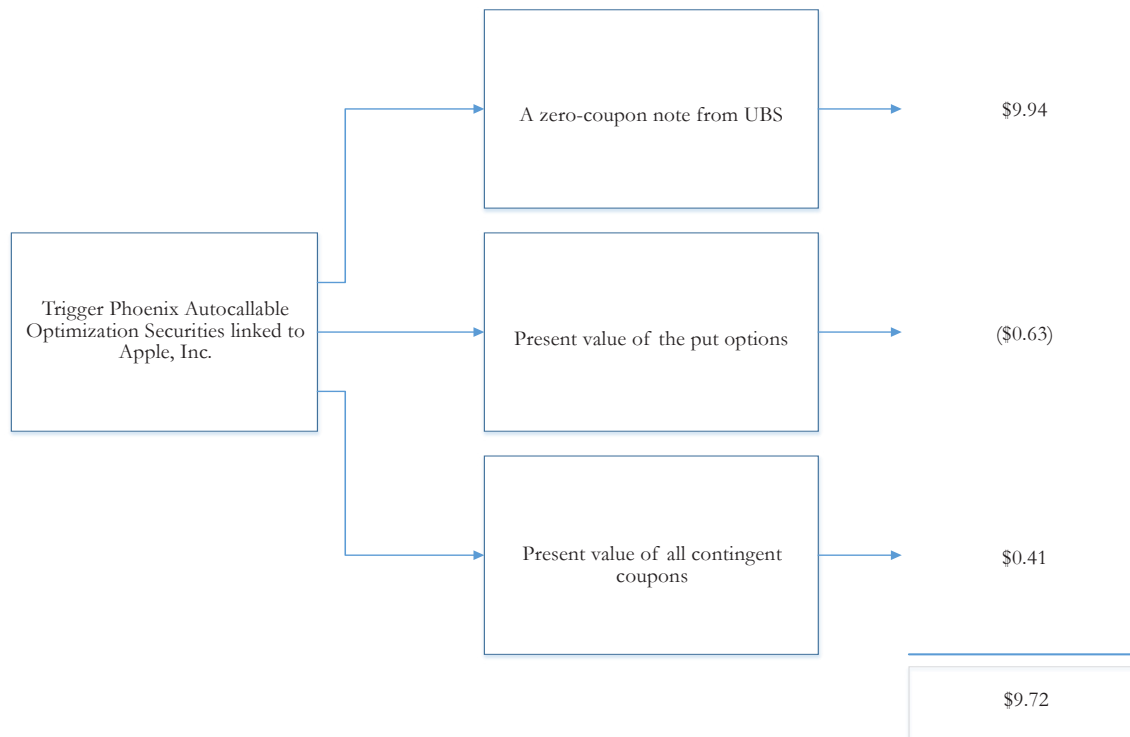 A zero-coupon note from UBS
$9.94
Trigger Phoenix Autocallable
Optimization Securities linked to
Apple, Inc.
Present value of the put options
($0.63)
Present value of all contingent
coupons
$0.41
$9.72